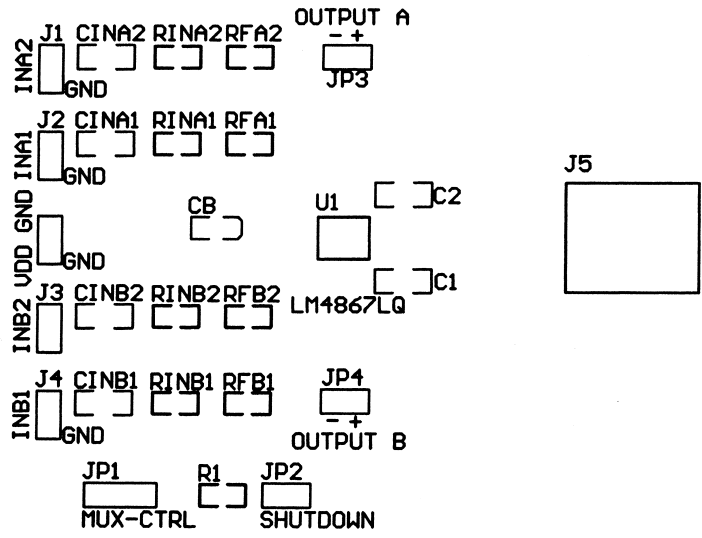 OUTPUT A
- +
J1 CINA2 RINA2 RFA2
INA2
GND
JP3
J2 CINA1 RINA1 RFA1
INA1
GND
J5
VDD GND
CB
U1
C2
GND
C1
J3 CINB2 RINB2 RFB2
LM4867LQ
INB2
J4 CINB1 RINB1 RFB1
JP4
INB1
GND
- +
OUTPUT B
JP1
R1
JP2
MUX-CTRL
SHUTDOWN